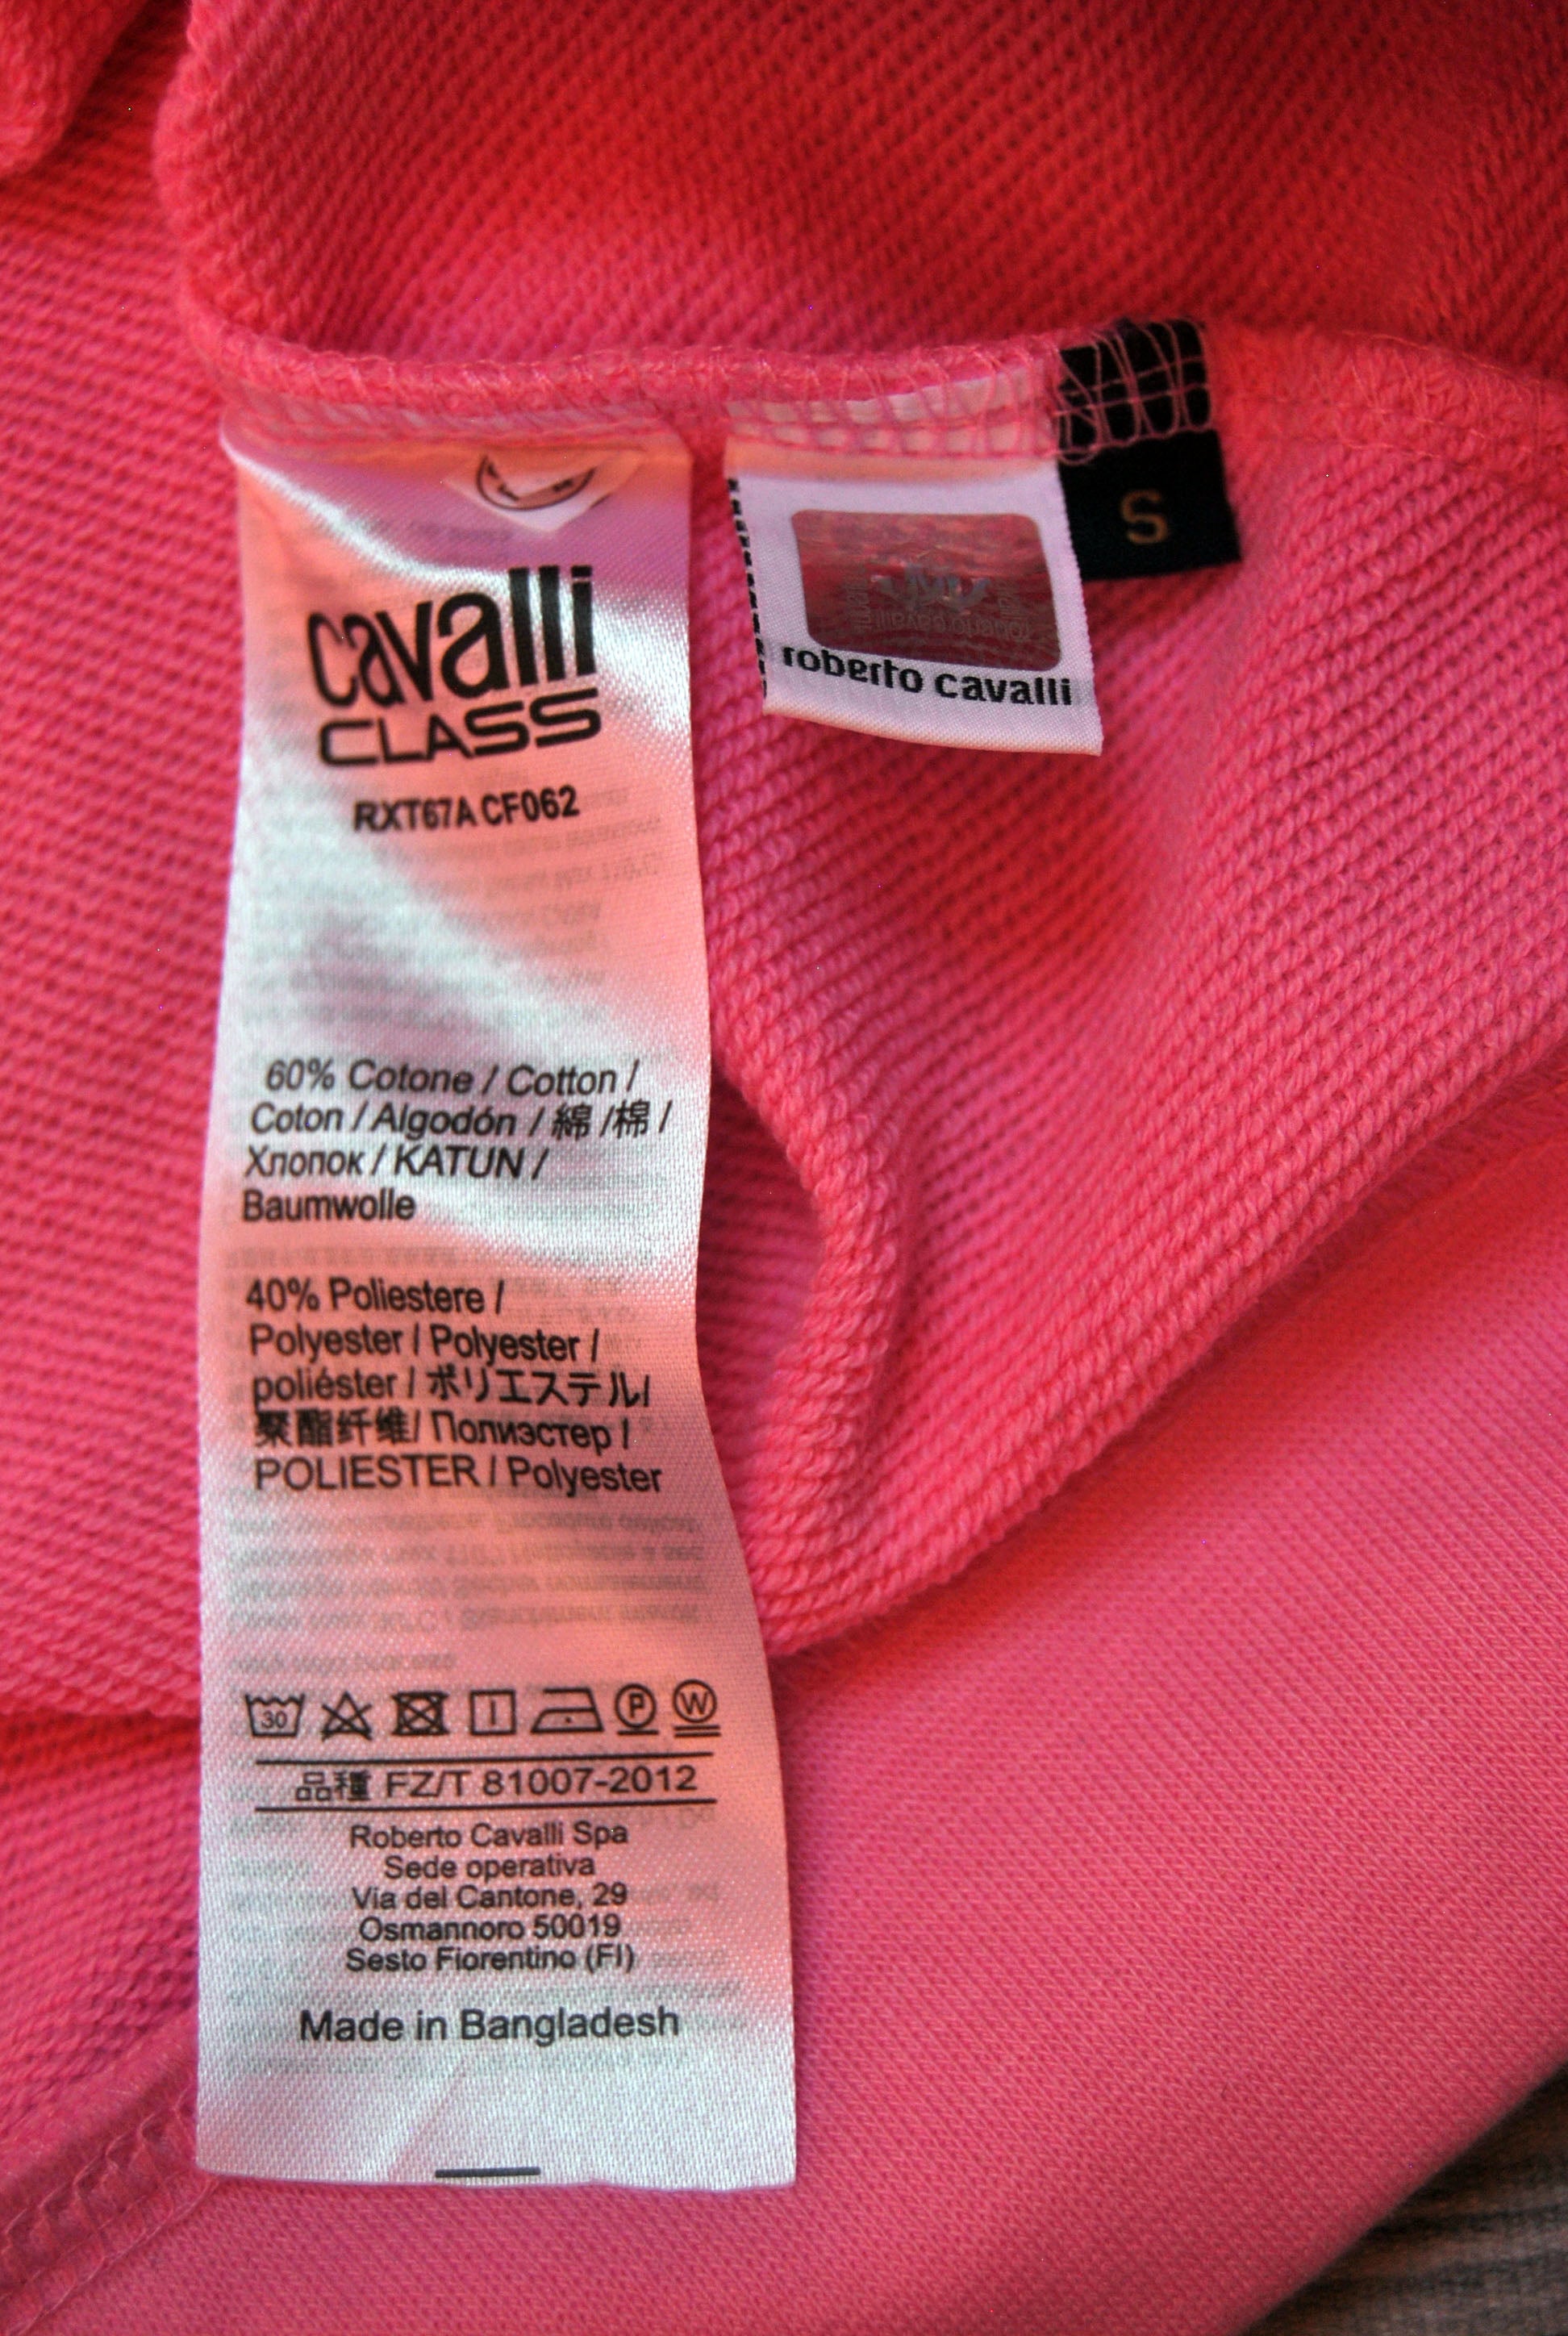 cavalli
CLASS
RXT67A CF062
60% Cotone / Cotton /
Coton / Algodón / 綿 /棉 /
Хлопок / KATUN /
Baumwolle
40% Poliestere /
Polyester / Polyester /
poliéster / ポリエステル/
聚酯纤维/ Полиэстер /
POLIESTER / Polyester
30
P
W
品種 FZ/T 81007-2012
Roberto Cavalli Spa
Sede operativa
Via del Cantone, 29
Osmannoro 50019
Sesto Fiorentino (FI)
Made in Bangladesh
roberto cavalli
S